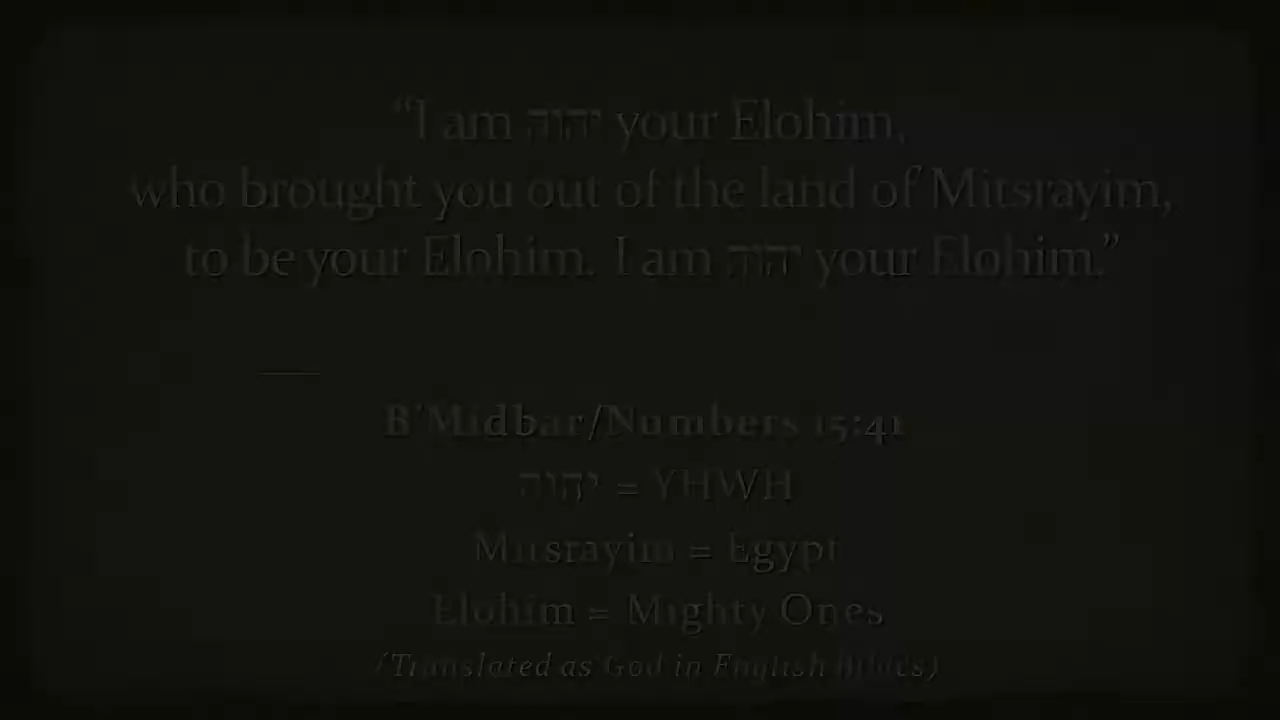 “I am יהוה your Elohim,
who brought you out of the land of Mitsrayim,
to be your Elohim. I am יהוה your Elohim.”
B'Midbar/Numbers 15:41
יהוה = YHWH
Mitsrayim = Egypt
Elohim = Mighty Ones
(Translated as God in English Bibles)